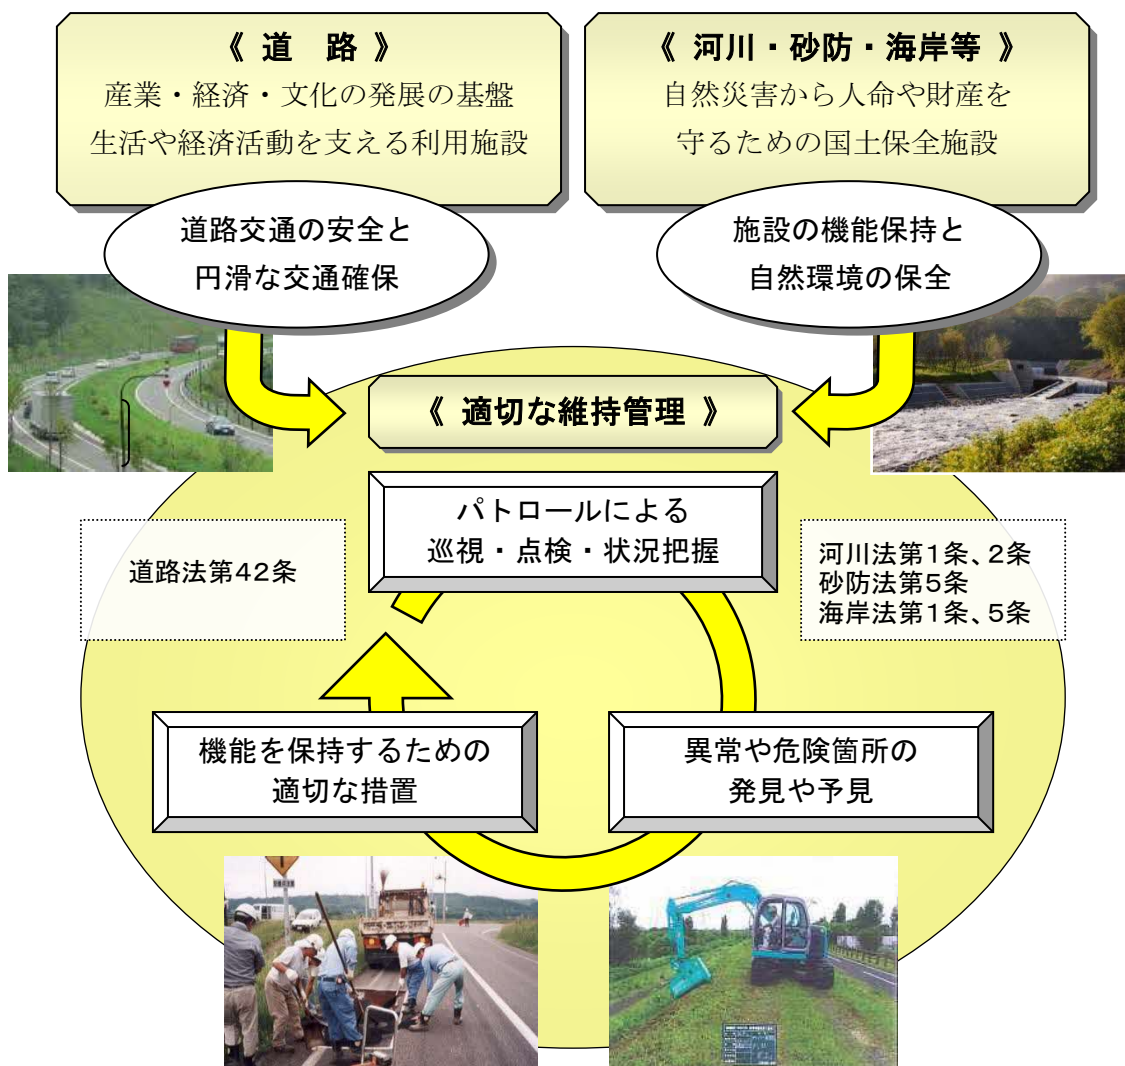 《 道　路 》
産業・経済・文化の発展の基盤
生活や経済活動を支える利用施設
《 河川・砂防・海岸等 》
自然災害から人命や財産を
守るための国土保全施設
道路交通の安全と
円滑な交通確保
施設の機能保持と
自然環境の保全
《 適切な維持管理 》
パトロールによる
巡視・点検・状況把握
道路法第４２条
河川法第１条、２条
砂防法第５条
海岸法第１条、５条
機能を保持するための
適切な措置
異常や危険箇所の
発見や予見